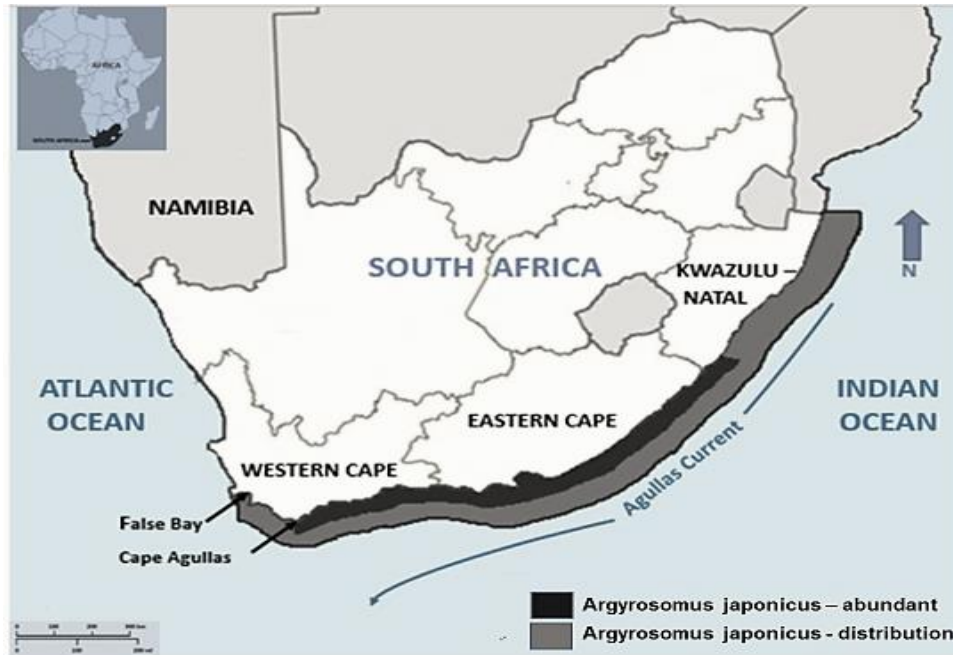 AFRICA
SOUTH AFRICA
NAMIBIA
SOUTH AFRICA
KWAZULU –
NATAL
N
ATLANTIC
OCEAN
INDIAN
OCEAN
EASTERN CAPE
WESTERN CAPE
Agullas Current
False Bay
Cape Agullas
Argyrosomus japonicus – abundant
Argyrosomus japonicus - distribution